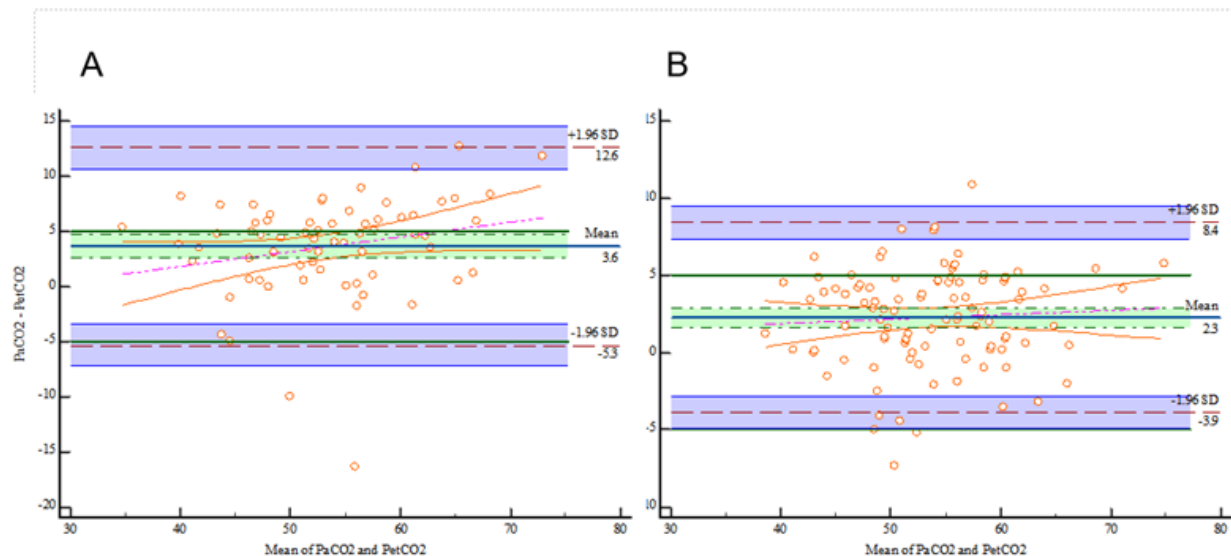 A
B
15
10
5
0
-5
-10
-15
-20
PaCO2 - PetCO2
+1.96 SD
12.6
Mean
3.6
-1.96 SD
-5.3
30
40
50
60
70
80
Mean of PaCO2 and PetCO2
15
10
5
0
-5
10
+1.96 SD
8.4
Mean
2.3
-1.96 SD
-3.9
30
40
50
60
70
80
Mean of PaCO2 and PetCO2